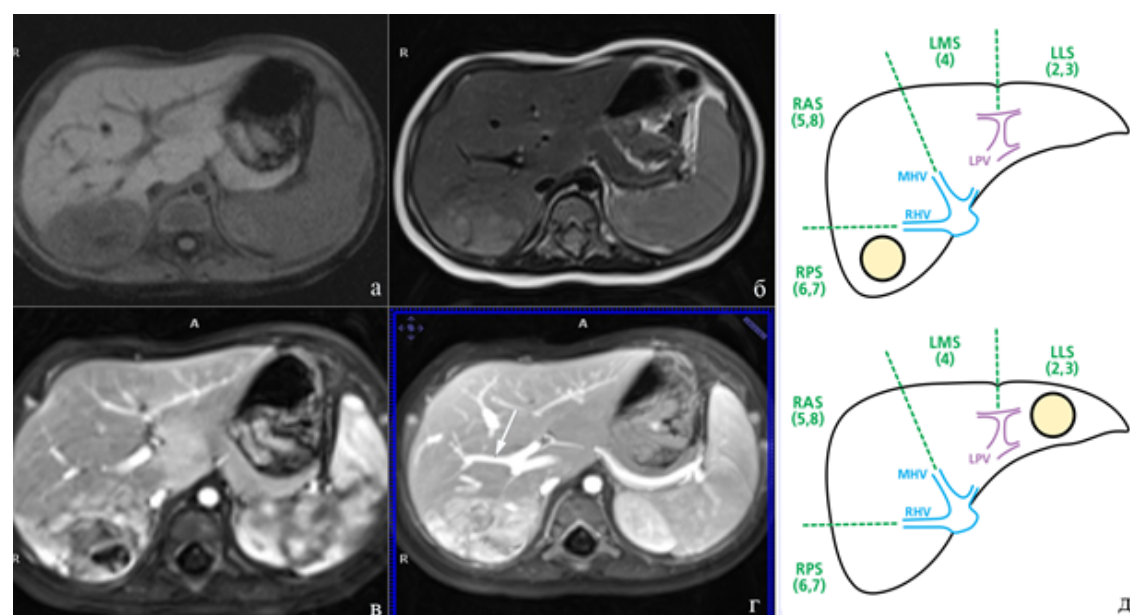 R
а
R
б
A
R
в
A
R
г
LMS
(4)
LLS
(2,3)
RAS
(5,8)
LPV
MHV
RHV
RPS
(6,7)
LMS
(4)
LLS
(2,3)
RAS
(5,8)
LPV
MHV
RHV
RPS
(6,7)
д